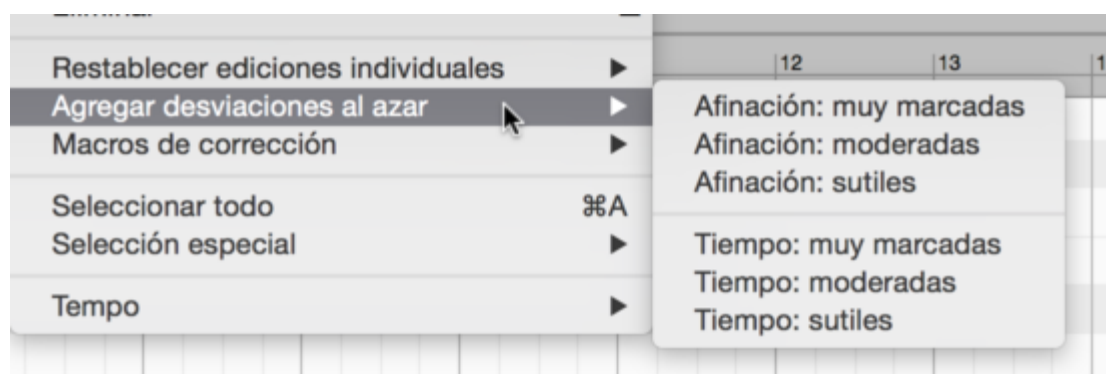 12 13
Restablecer ediciones individuales ▶
Agregar desviaciones al azar ▶
Macros de corrección ▶
Seleccionar todo ⌘A
Selección especial ▶
Tempo ▶
Afinación: muy marcadas
Afinación: moderadas
Afinación: sutiles
Tiempo: muy marcadas
Tiempo: moderadas
Tiempo: sutiles